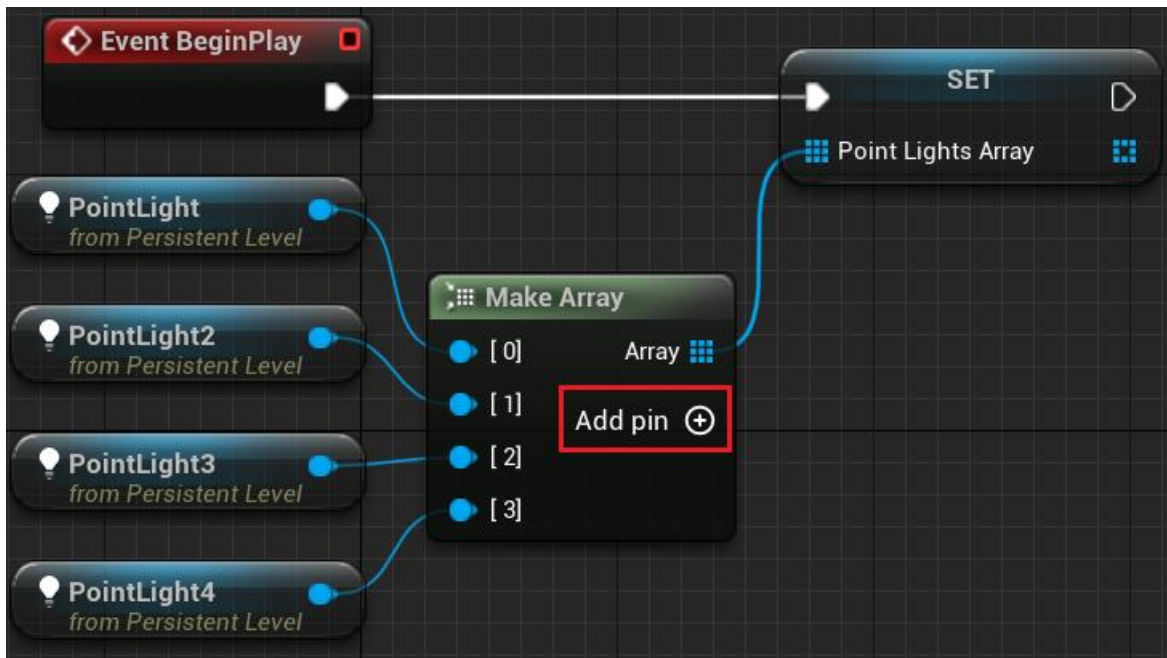 Event BeginPlay
SET
Point Lights Array
PointLight
from Persistent Level
Make Array
PointLight2
from Persistent Level
[ 0] Array
[ 1] Add pin
PointLight3
from Persistent Level
[ 2]
[ 3]
PointLight4
from Persistent Level